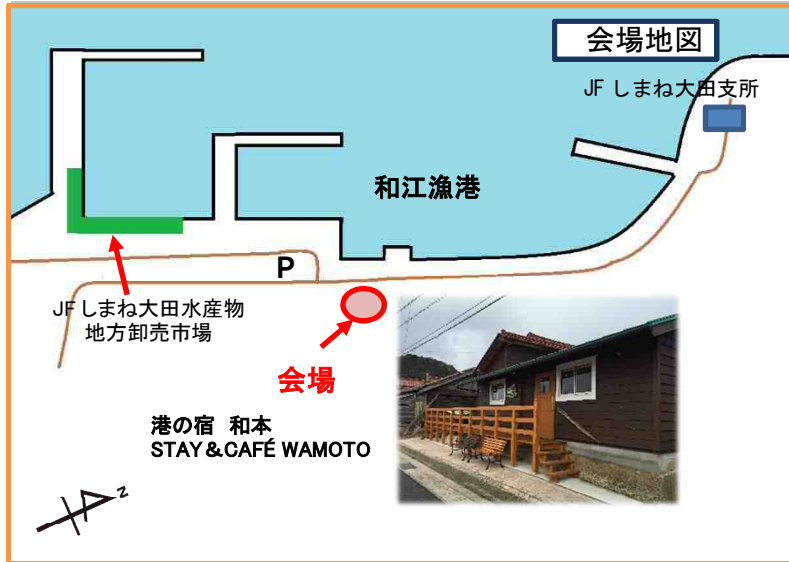 会場地図
JF しまね大田支所
和江漁港
P
JFしまね大田水産物
地方卸売市場
会場
港の宿 和本
STAY&CAFÉ WAMOTO
N